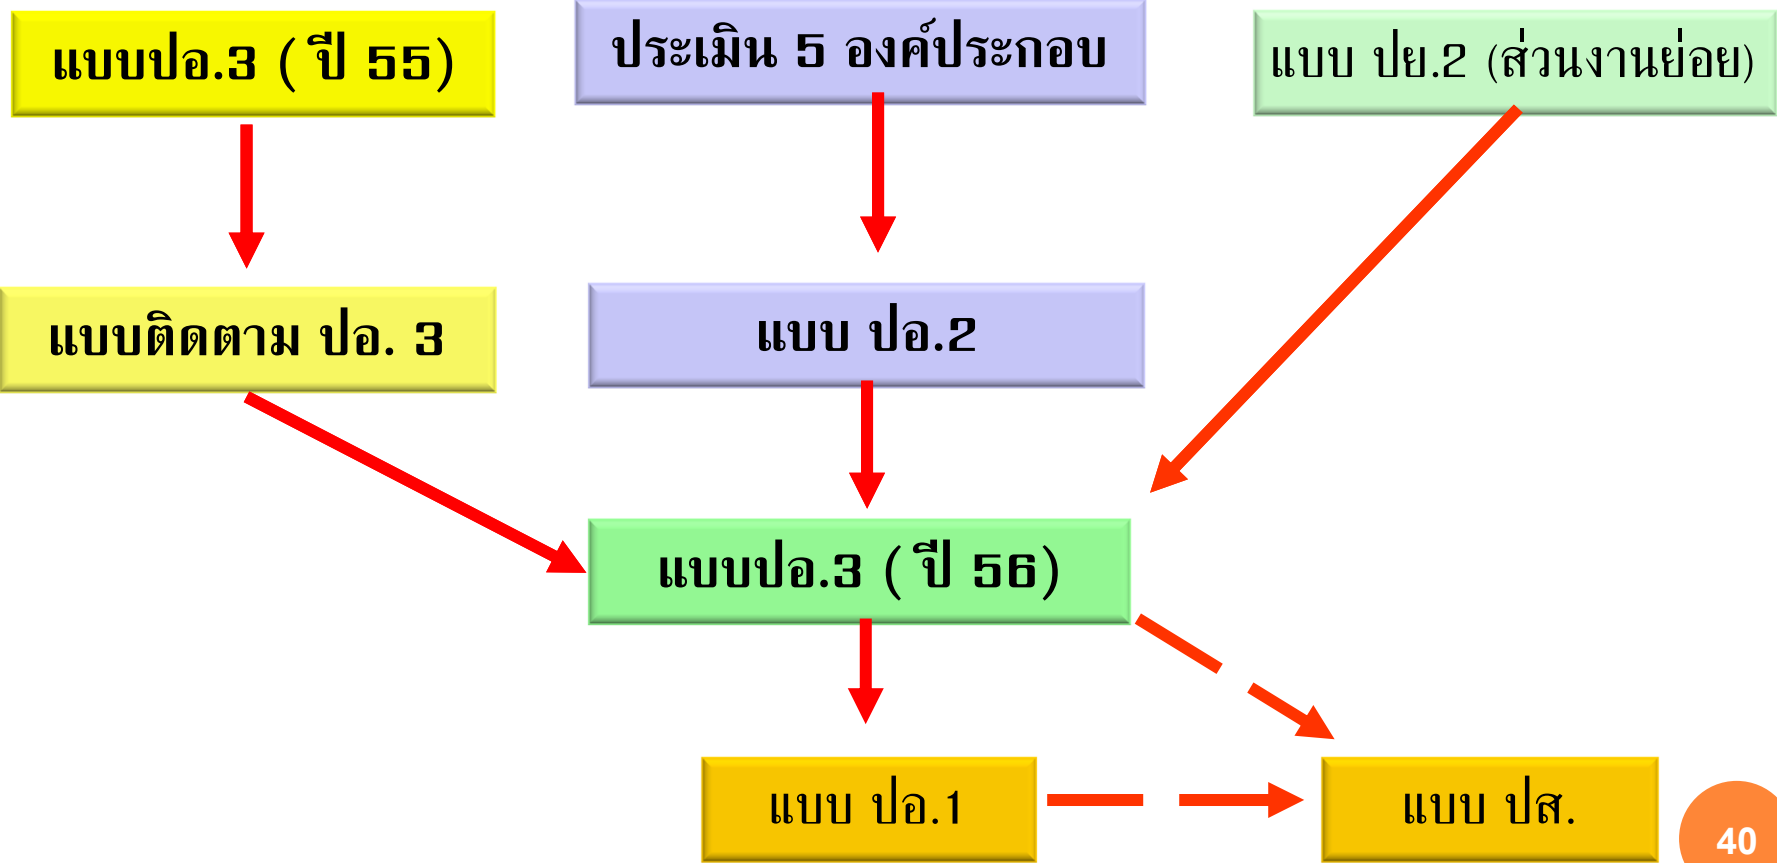 แบบปอ.3 ( ปี 55)
ประเมิน 5 องค์ประกอบ
แบบ ปย.2 (ส่วนงานย่อย)
แบบติดตาม ปอ. 3
แบบ ปอ.2
แบบปอ.3 ( ปี 56)
แบบ ปอ.1
แบบ ปส.
40